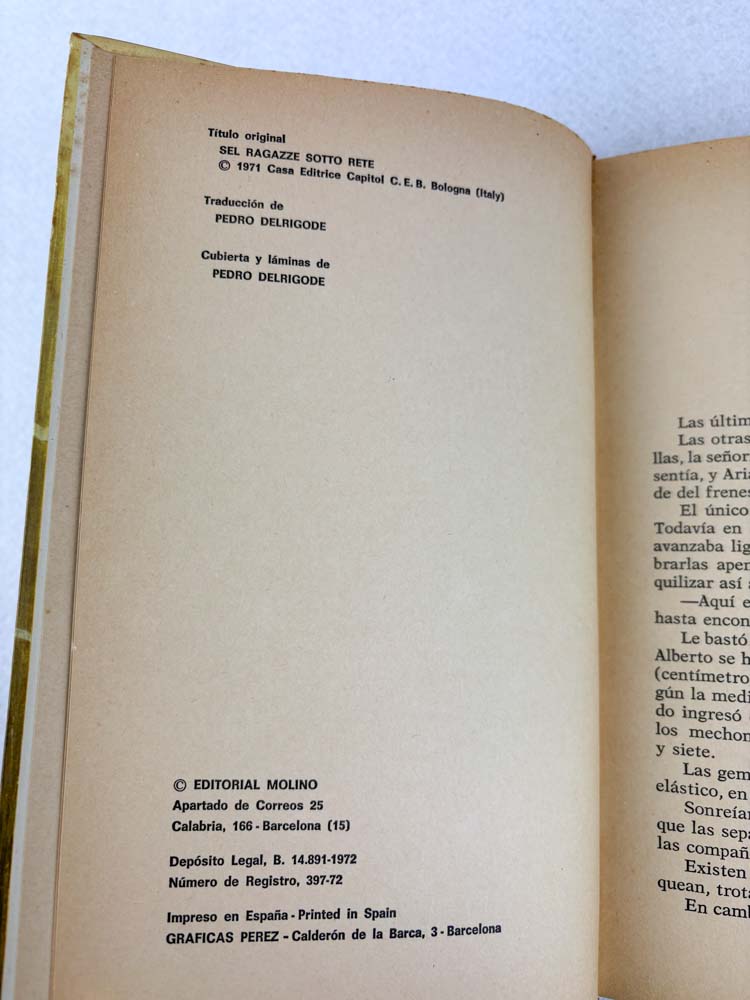 Título original
SEL RAGAZZE SOTTO RETE
© 1971 Casa Editrice Capitol C. E. B. Bologna (Italy)
Traducción de
PEDRO DELRIGODE
Cubierta y láminas de
PEDRO DELRIGODE
© EDITORIAL MOLINO
Apartado de Correos 25
Calabria, 166 - Barcelona (15)
Depósito Legal, B. 14.891-1972
Número de Registro, 397-72
Impreso en España - Printed in Spain
GRAFICAS PEREZ - Calderón de la Barca, 3 - Barcelona
Las últim
Las otras
llas, la señor
sentía, y Aria
de del frenes
El único
Todavía en
avanzaba lig
brarlas apen
quilizar así
—Aquí e
hasta encon
Le bastó
Alberto se h
(centímetro
gún la medi
do ingresó
los mechon
y siete.
Las gem
elástico, en
Sonreían
que las sepa
las compañ
Existen
quean, trota
En camb